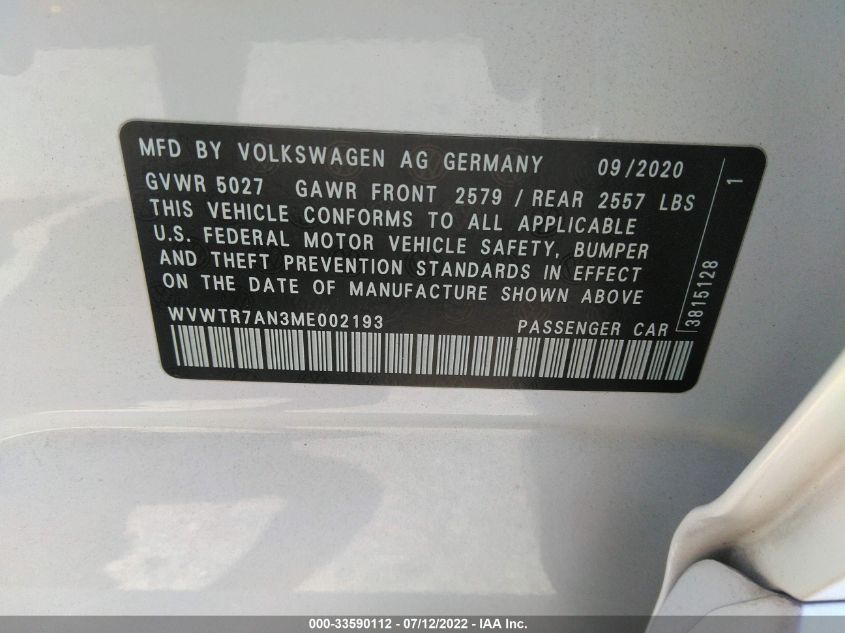 MFD BY VOLKSWAGEN AG GERMANY 09/2020
GVWR 5027 GAWR FRONT 2579 / REAR 2557 LBS
THIS VEHICLE CONFORMS TO ALL APPLICABLE
U.S. FEDERAL MOTOR VEHICLE SAFETY, BUMPER
AND THEFT PREVENTION STANDARDS IN EFFECT
ON THE DATE OF MANUFACTURE SHOWN ABOVE
WVWTR7AN3ME002193 PASSENGER CAR
3815128 1
000-33590112 - 07/12/2022 - IAA Inc.